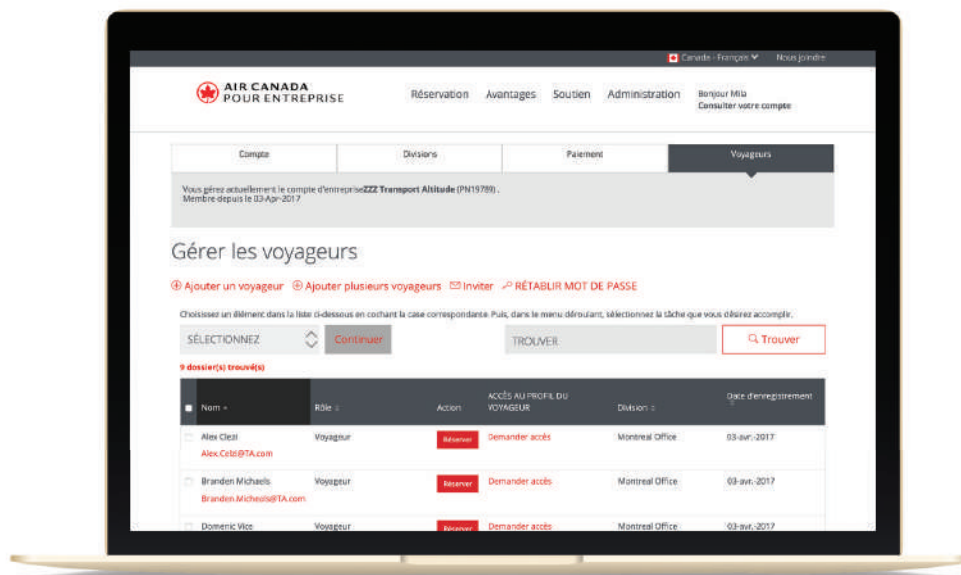 Canada - Français Nous joindre
AIR CANADA
POUR ENTREPRISE
Réservation Avantages Soutien Administration
Bonjour Mila
Consulter votre compte
Compte Divisions Paiement Voyageurs
Vous gérez actuellement le compte d'entrepriseZZZ Transport Altitude (PN19789) .
Membre depuis le 03-Apr-2017
Gérer les voyageurs
Ajouter un voyageur Ajouter plusieurs voyageurs Inviter RÉTABLIR MOT DE PASSE
Choisissez un élément dans la liste ci-dessous en cochant la case correspondante. Puis, dans le menu déroulant, sélectionnez la tâche que vous désirez accomplir.
SÉLECTIONNEZ Continuer TROUVER Trouver
9 dossier(s) trouvé(s)
Nom Rôle Action ACCÈS AU PROFIL DU VOYAGEUR Division Date d'enregistrement
Alex Clezl Voyageur Réserver Demander accès Montreal Office 03-avr.-2017
Alex.Celzl@TA.com
Branden Michaels Voyageur Réserver Demander accès Montreal Office 03-avr.-2017
Branden.Micheals@TA.com
Domenic Vice Voyageur Réserver Demander accès Montreal Office 03-avr.-2017